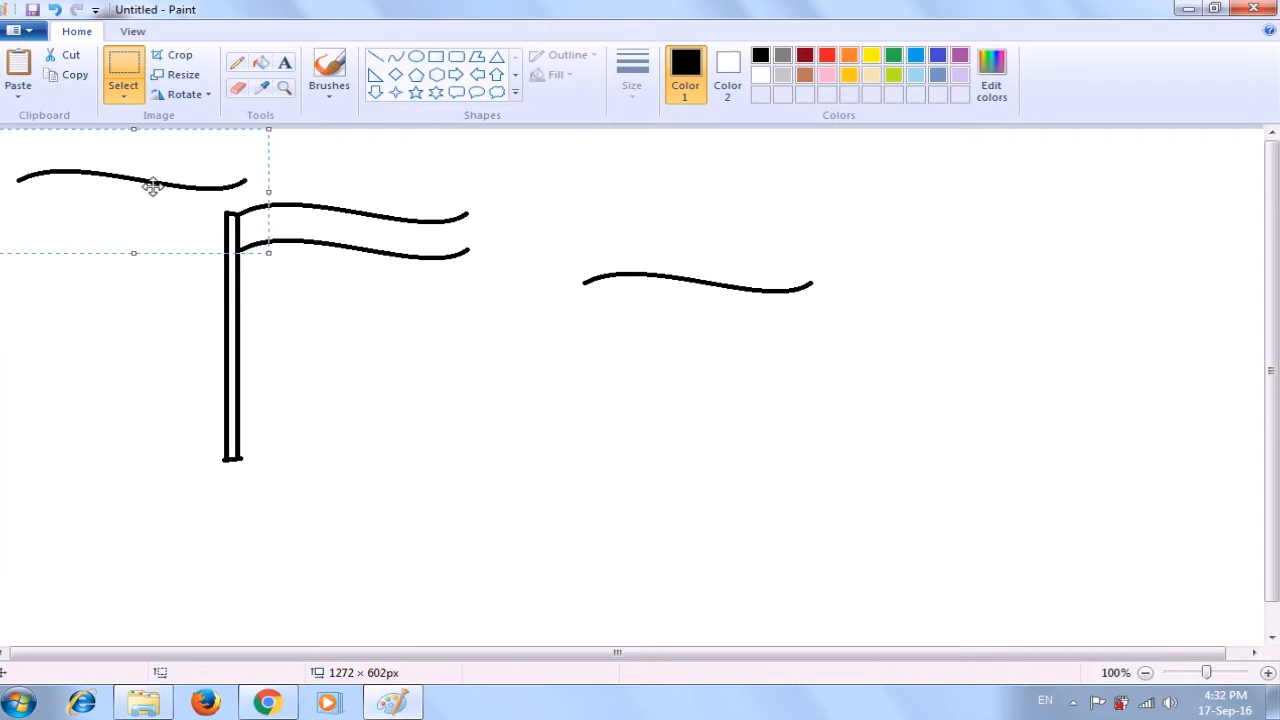 Untitled - Paint
Home View
Cut
Copy
Paste
Clipboard
Select
Crop
Resize
Rotate
Image
A
Tools
Brushes
Shapes
Outline
Fill
Size
Color 1
Color 2
Edit colors
Colors
1272 × 602px
100%
EN
4:32 PM
17-Sep-16